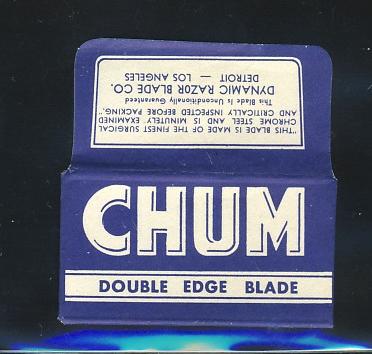 "THIS BLADE IS MADE OF THE FINEST SURGICAL
CHROME STEEL AND IS MINUTELY EXAMINED
AND CRITICALLY INSPECTED BEFORE PACKING."
This Blade Is Unconditionally Guaranteed
DYNAMIC RAZOR BLADE CO.
DETROIT — LOS ANGELES
CHUM
DOUBLE EDGE BLADE